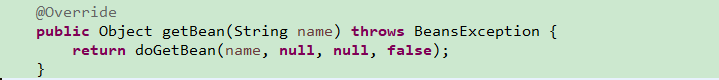 @Override
public Object getBean(String name) throws BeansException {
    return doGetBean(name, null, null, false);
}